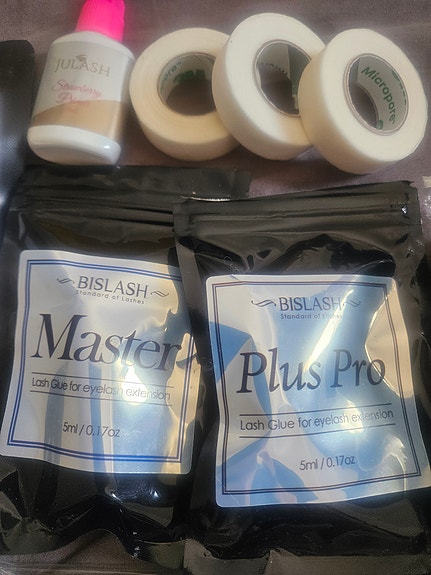 JULASH
Strawberry
Micropore
BISLASH
Standard of Lashes
Master
Lash Glue for eyelash extension
5ml / 0.17oz
BISLASH
Standard of Lashes
Plus Pro
Lash Glue for eyelash extension
5ml / 0.17oz